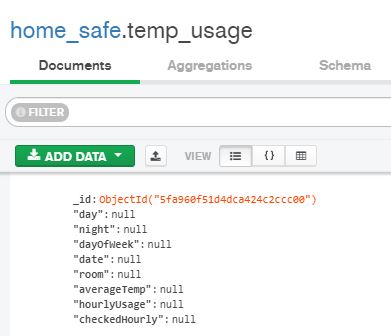 home_safe.temp_usage
Documents Aggregations Schema
FILTER
ADD DATA VIEW { }
_id: ObjectId("5fa960f51d4dca424c2ccc00")
"day": null
"night": null
"dayOfWeek": null
"date": null
"room": null
"averageTemp": null
"hourlyUsage": null
"checkedHourly": null